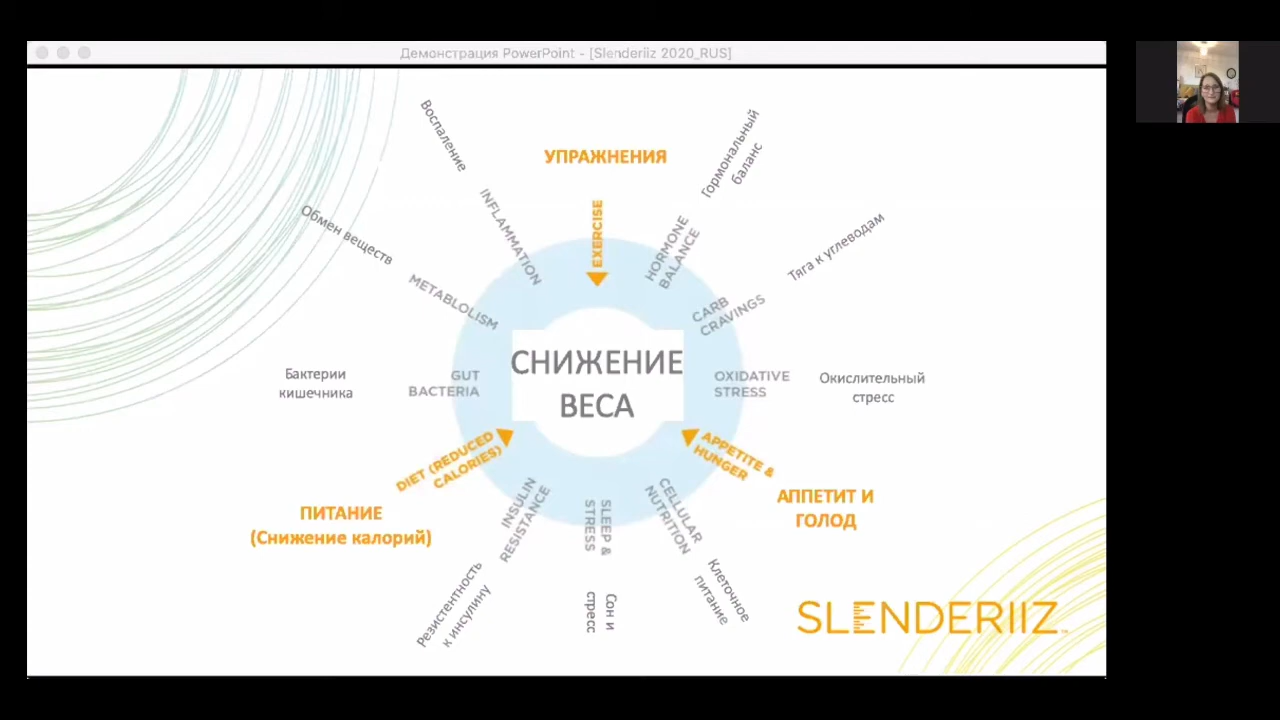 Демонстрация PowerPoint - [Slenderiiz 2020_RUS]
Воспаление
УПРАЖНЕНИЯ
Гормональный
баланс
INFLAMMATION
EXERCISE
HORMONE
BALANCE
Обмен веществ
METABLOLISM
CARB
CRAVINGS
Тяга к углеводам
Бактерии
кишечника
GUT
BACTERIA
СНИЖЕНИЕ
ВЕСА
OXIDATIVE
STRESS
Окислительный
стресс
DIET (REDUCED
CALORIES)
APPETITE &
HUNGER
ПИТАНИЕ
(Снижение калорий)
АППЕТИТ И
ГОЛОД
INSULIN
RESISTANCE
SLEEP &
STRESS
CELLULAR
NUTRITION
Резистентность
к инсулину
Сон и
стресс
Клеточное
питание
SLENDERIIZ